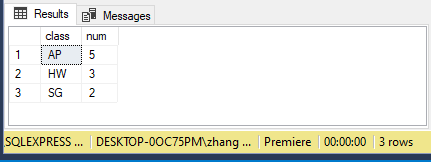 Results Messages
class num
1 AP 5
2 HW 3
3 SG 2
.\SQLEXPRESS ... DESKTOP-0OC75PM\zhang ... Premiere 00:00:00 3 rows